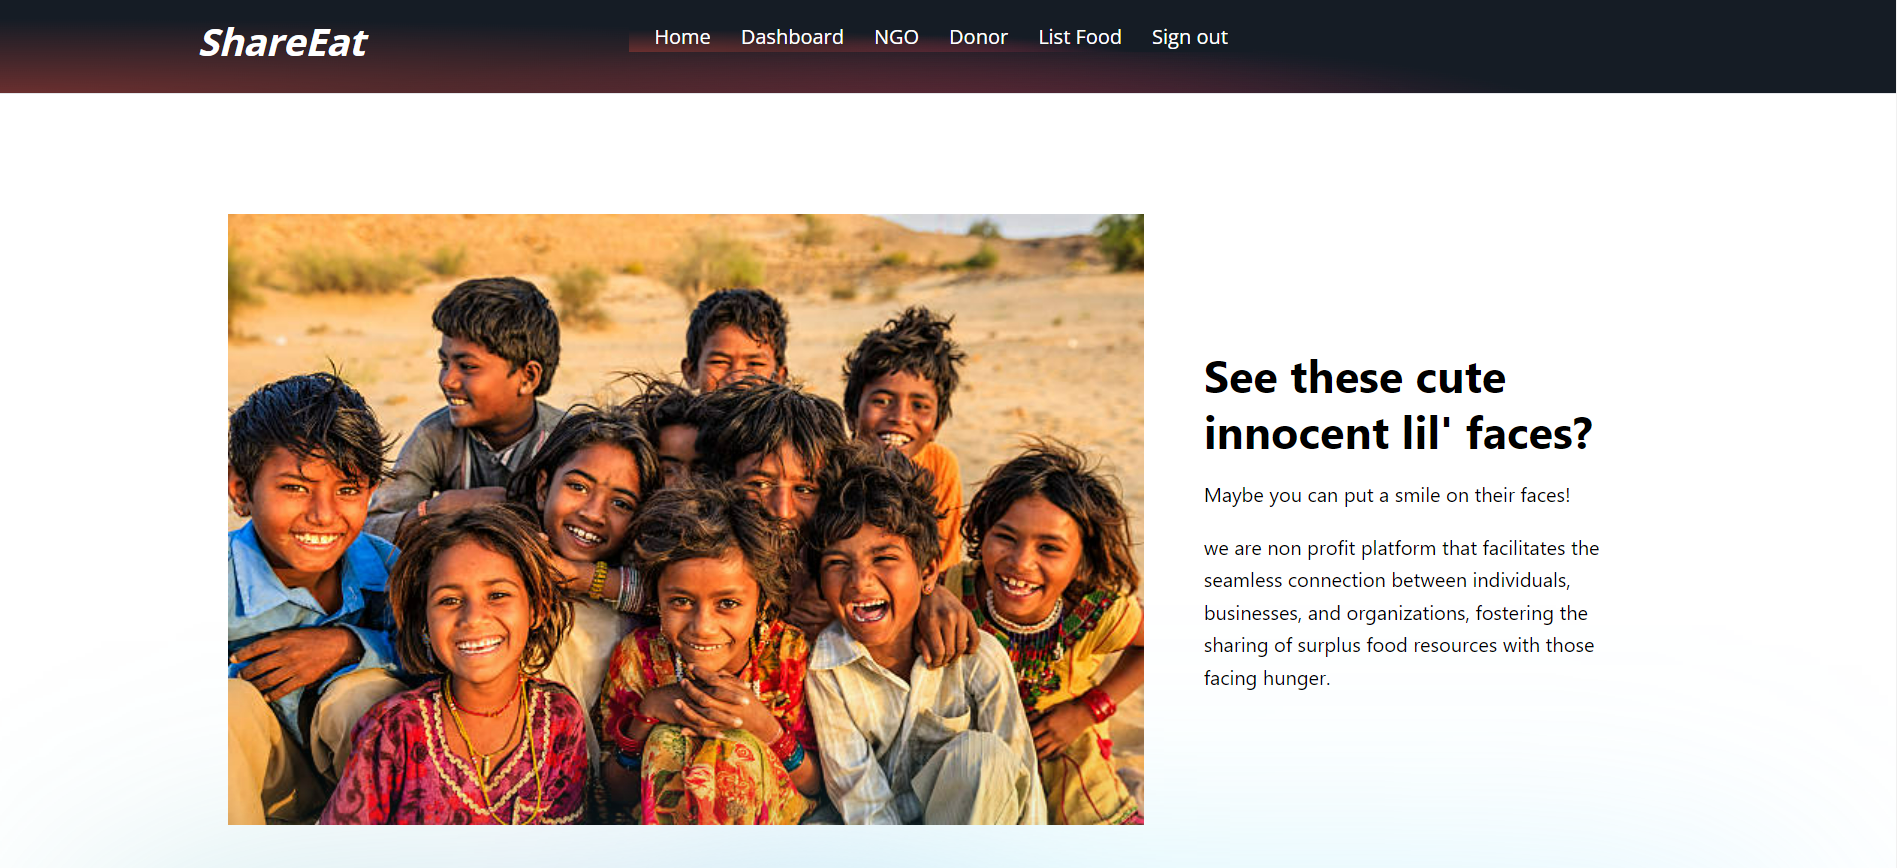 ShareEat
Home Dashboard NGO Donor List Food Sign out
See these cute
innocent lil' faces?
Maybe you can put a smile on their faces!
we are non profit platform that facilitates the
seamless connection between individuals,
businesses, and organizations, fostering the
sharing of surplus food resources with those
facing hunger.